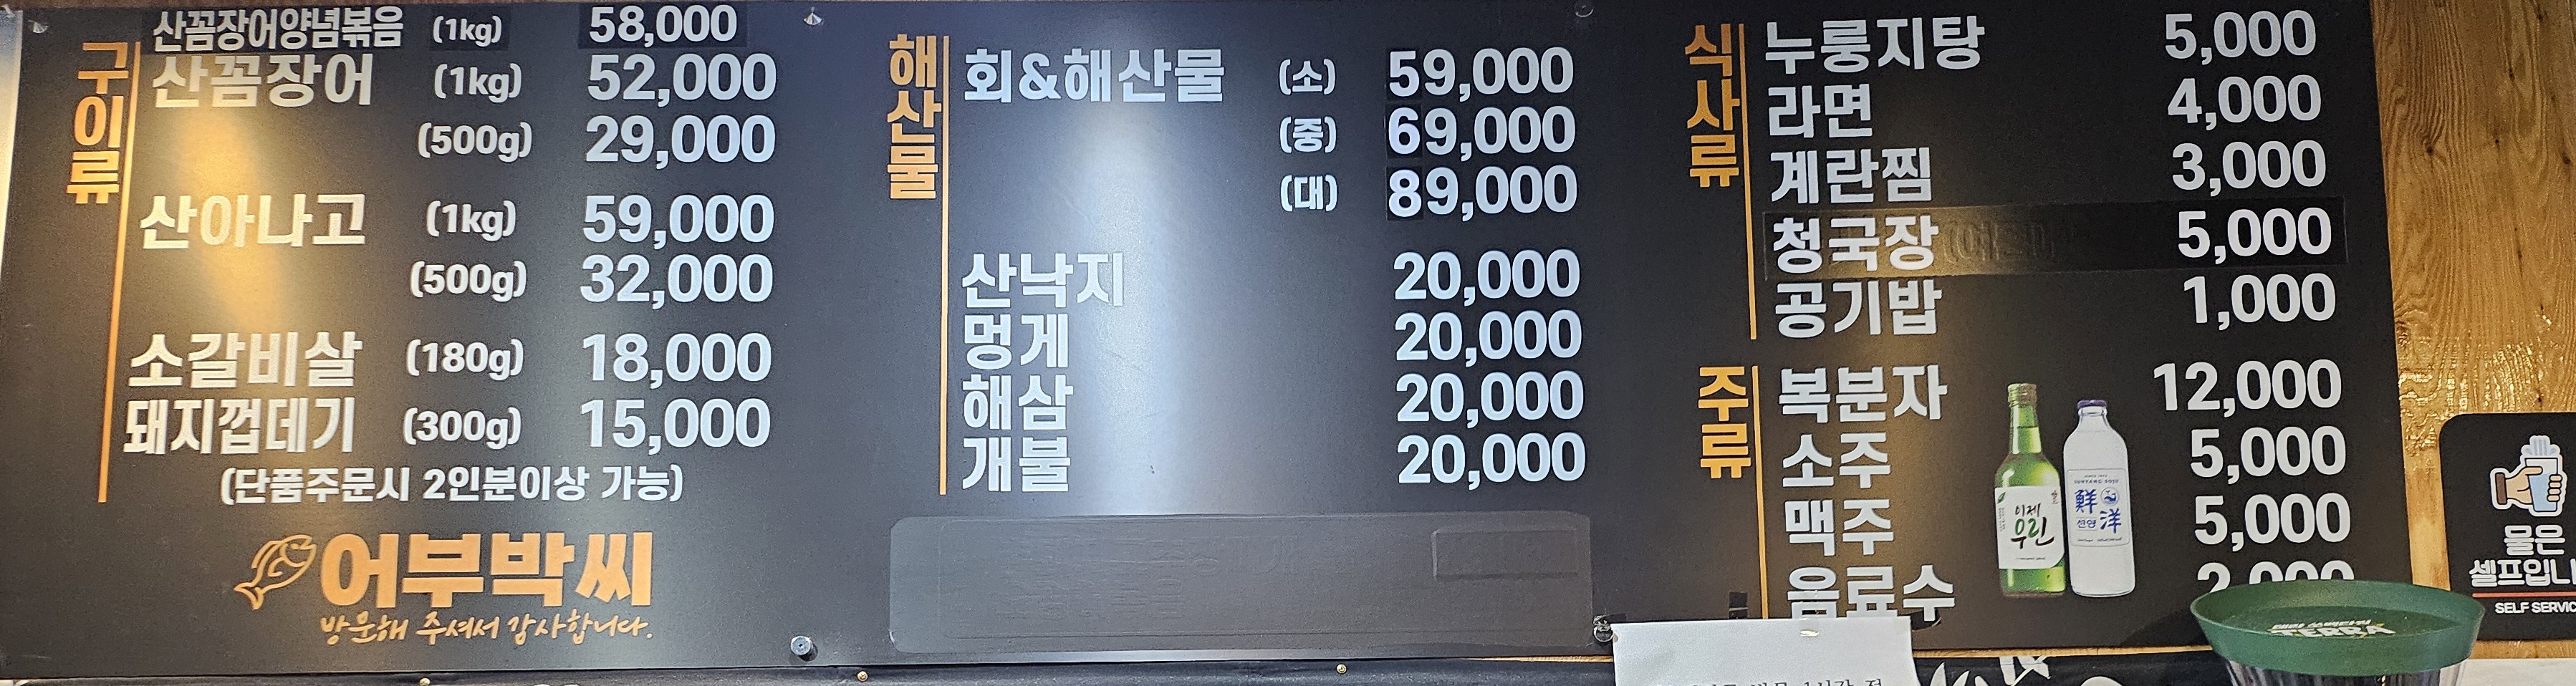 구이류
산꼼장어양념볶음 (1kg) 58,000
산꼼장어 (1kg) 52,000
(500g) 29,000
산아나고 (1kg) 59,000
(500g) 32,000
소갈비살 (180g) 18,000
돼지껍데기 (300g) 15,000
(단품주문시 2인분이상 가능)
어부박씨
방문해 주셔서 감사합니다.
해산물
회&해산물 (소) 59,000
(중) 69,000
(대) 89,000
산낙지 20,000
멍게 20,000
해삼 20,000
개불 20,000
식사류
누룽지탕 5,000
라면 4,000
계란찜 3,000
청국장 5,000
공기밥 1,000
주류
복분자 12,000
소주 5,000
맥주 5,000
음료수 2,000
이제
우린
鮮
선양
洋
물은
셀프입니
SELF SERVIC
TERRA